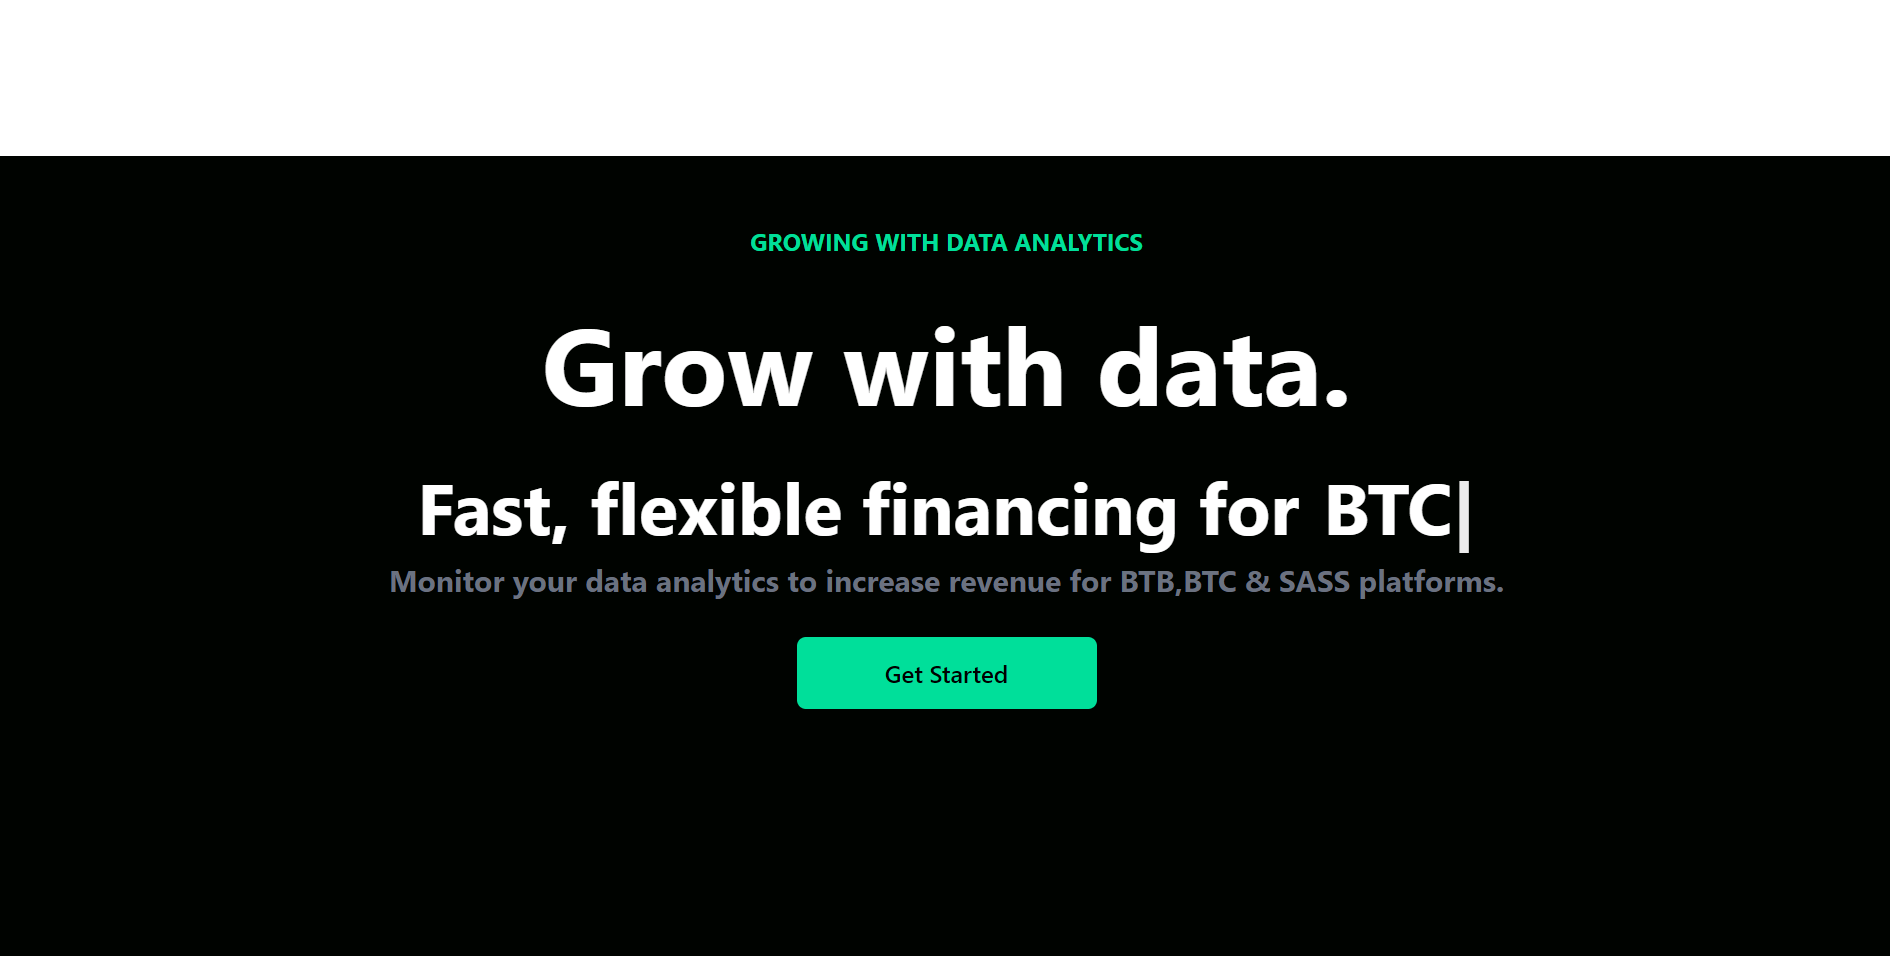 GROWING WITH DATA ANALYTICS
Grow with data.
Fast, flexible financing for BTC|
Monitor your data analytics to increase revenue for BTB,BTC & SASS platforms.
Get Started